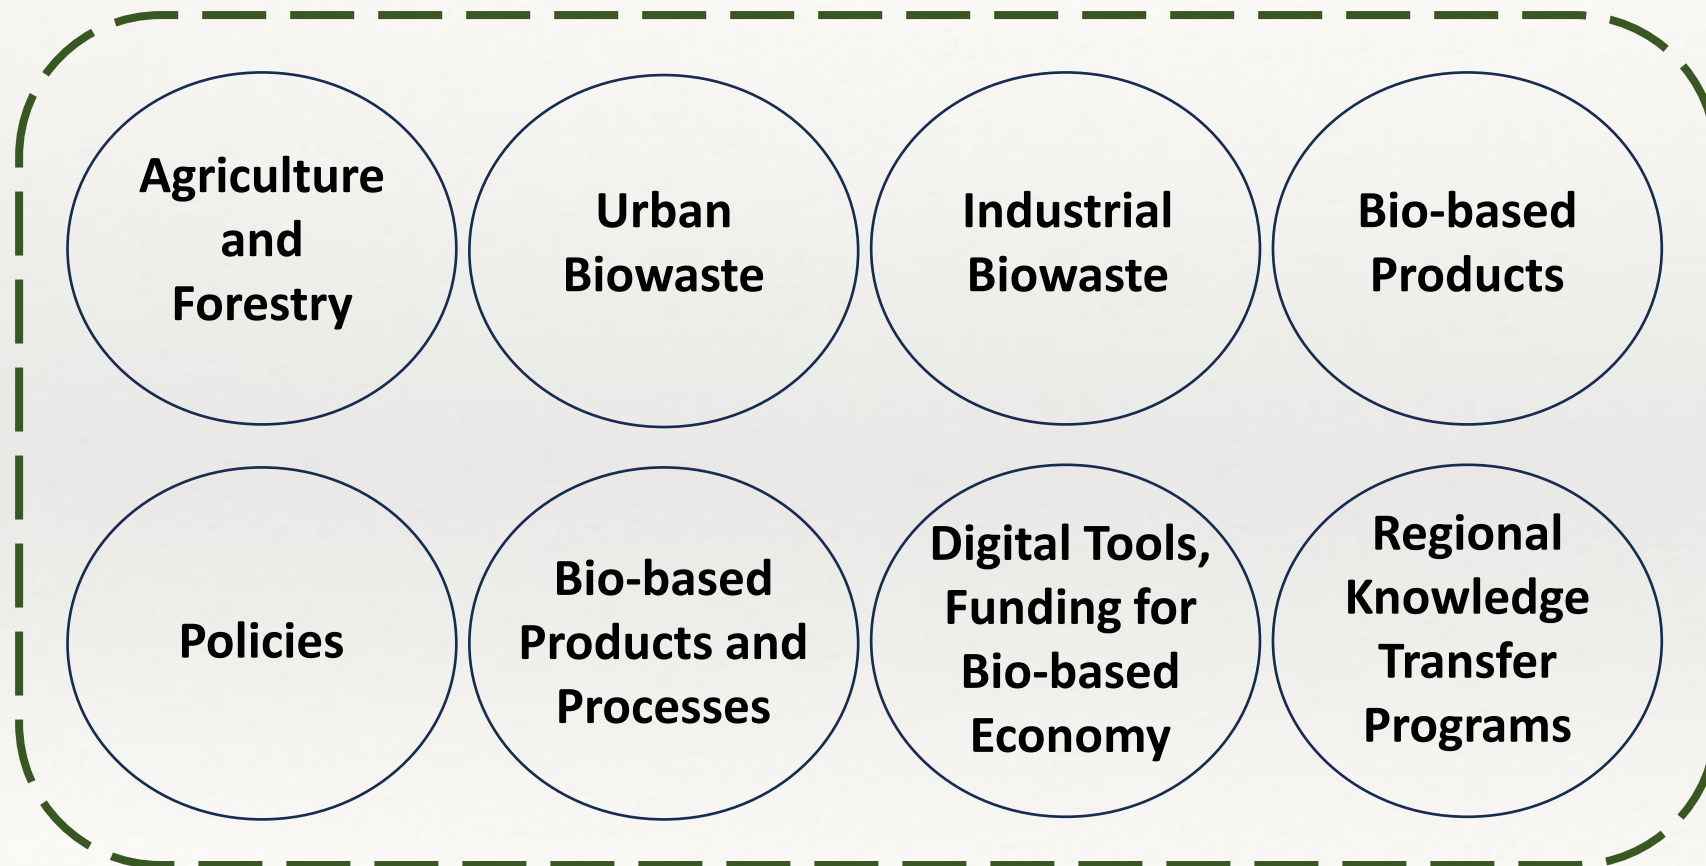 Agriculture
and
Forestry
Urban
Biowaste
Industrial
Biowaste
Bio-based
Products
Policies
Bio-based
Products and
Processes
Digital Tools,
Funding for
Bio-based
Economy
Regional
Knowledge
Transfer
Programs